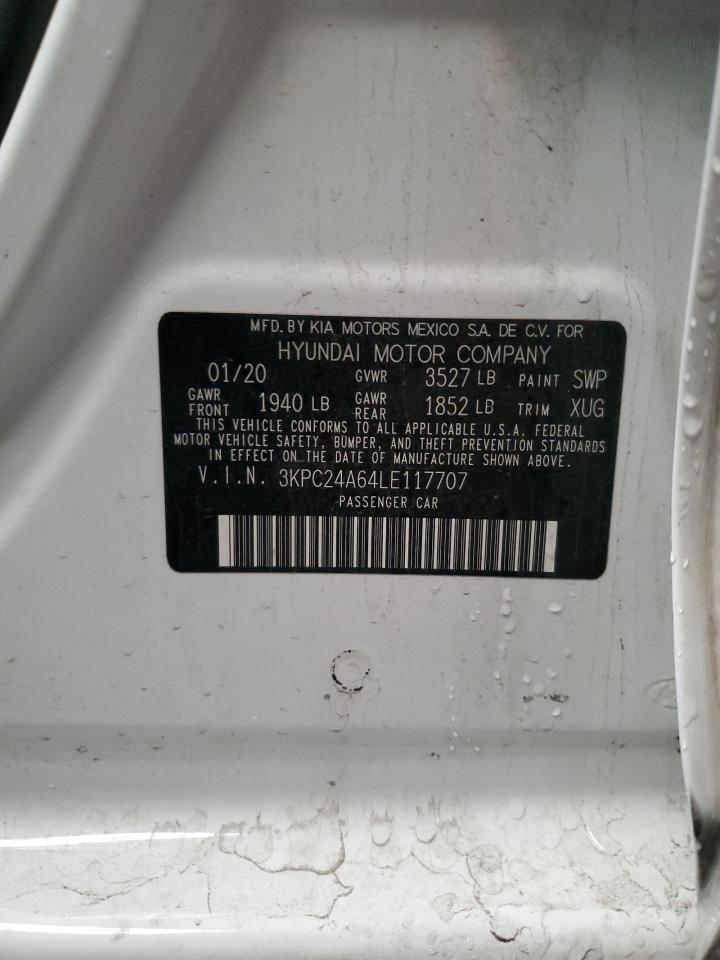 MFD. BY KIA MOTORS MEXICO S.A. DE C.V. FOR
HYUNDAI MOTOR COMPANY
01/20 GVWR 3527 LB PAINT SWP
GAWR FRONT 1940 LB GAWR REAR 1852 LB TRIM XUG
THIS VEHICLE CONFORMS TO ALL APPLICABLE U.S.A. FEDERAL
MOTOR VEHICLE SAFETY, BUMPER, AND THEFT PREVENTION STANDARDS
IN EFFECT ON THE DATE OF MANUFACTURE SHOWN ABOVE.
V.I.N. 3KPC24A64LE117707
PASSENGER CAR